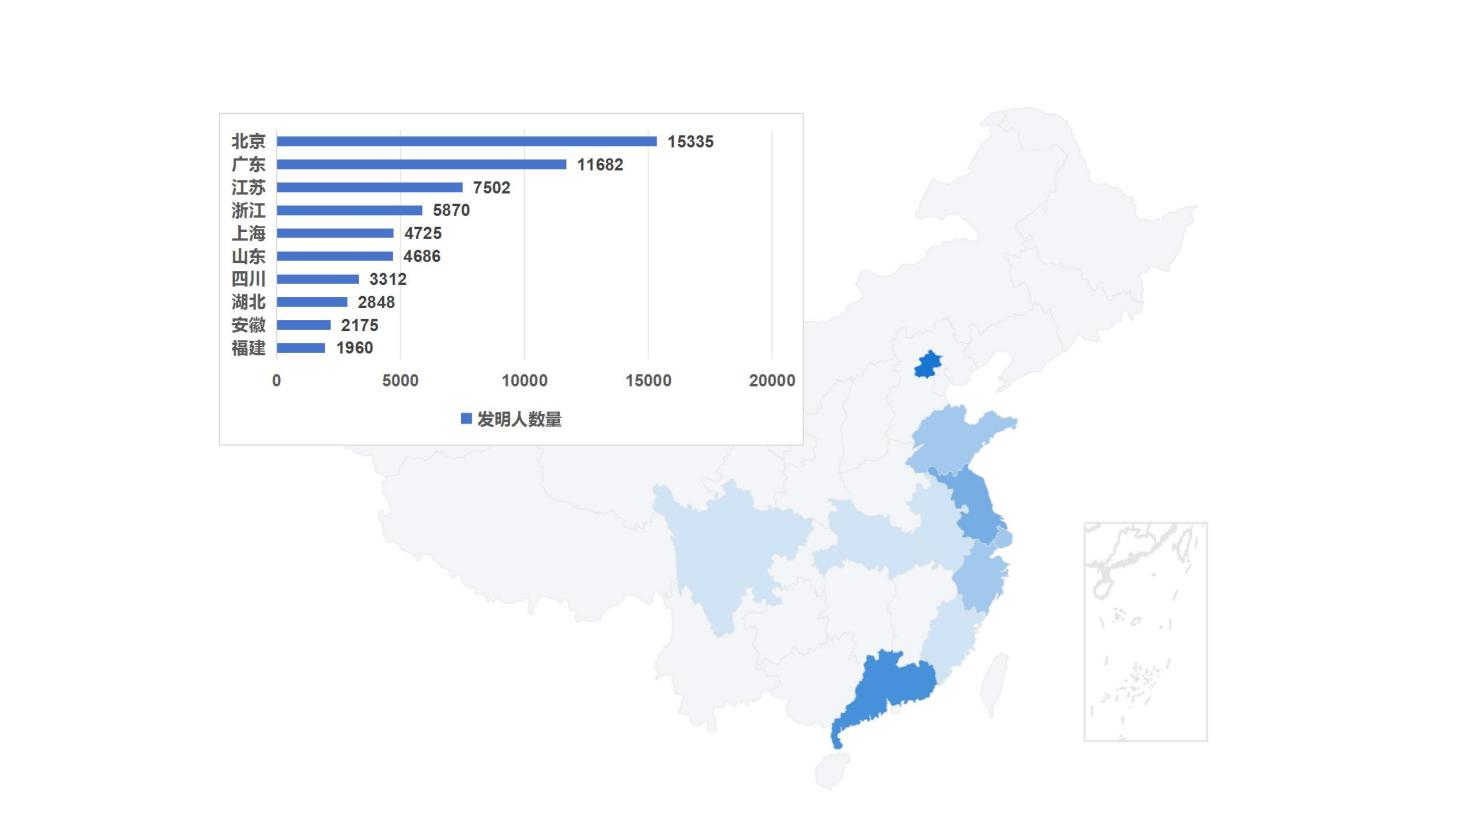 北京 15335
广东 11682
江苏 7502
浙江 5870
上海 4725
山东 4686
四川 3312
湖北 2848
安徽 2175
福建 1960
0 5000 10000 15000 20000
发明人数量